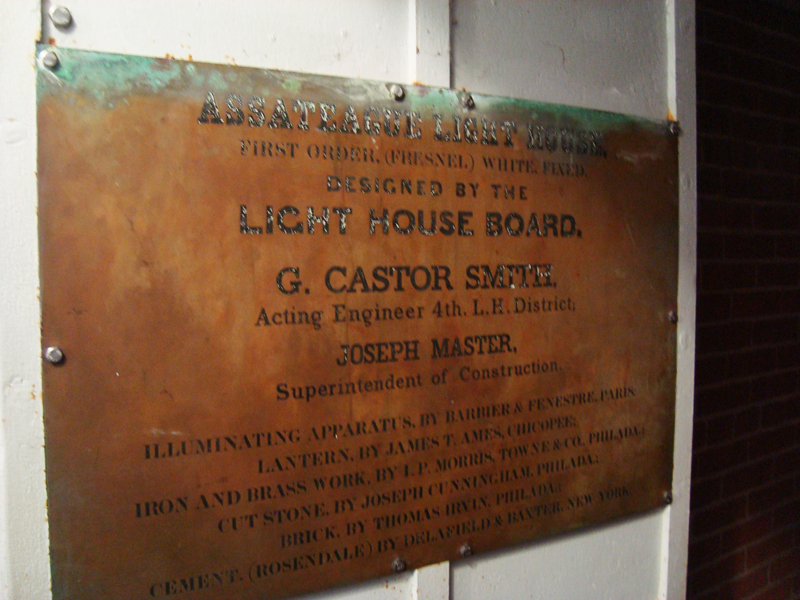 ASSATEAGUE LIGHT HOUSE,
FIRST ORDER, (FRESNEL) WHITE, FIXED,
DESIGNED BY THE
LIGHT HOUSE BOARD.
G. CASTOR SMITH,
Acting Engineer 4th. L.H. District;
JOSEPH MASTER,
Superintendent of Construction.
ILLUMINATING APPARATUS, BY BARBIER & FENESTRE, PARIS:
LANTERN, BY JAMES T. AMES, CHICOPEE;
IRON AND BRASS WORK, BY I. P. MORRIS, TOWNE & CO, PHILADA.;
CUT STONE, BY JOSEPH CUNNINGHAM, PHILADA.;
BRICK, BY THOMAS IRVIN, PHILADA.;
CEMENT, (ROSENDALE) BY DELAFIELD & BAXTER, NEW YORK.